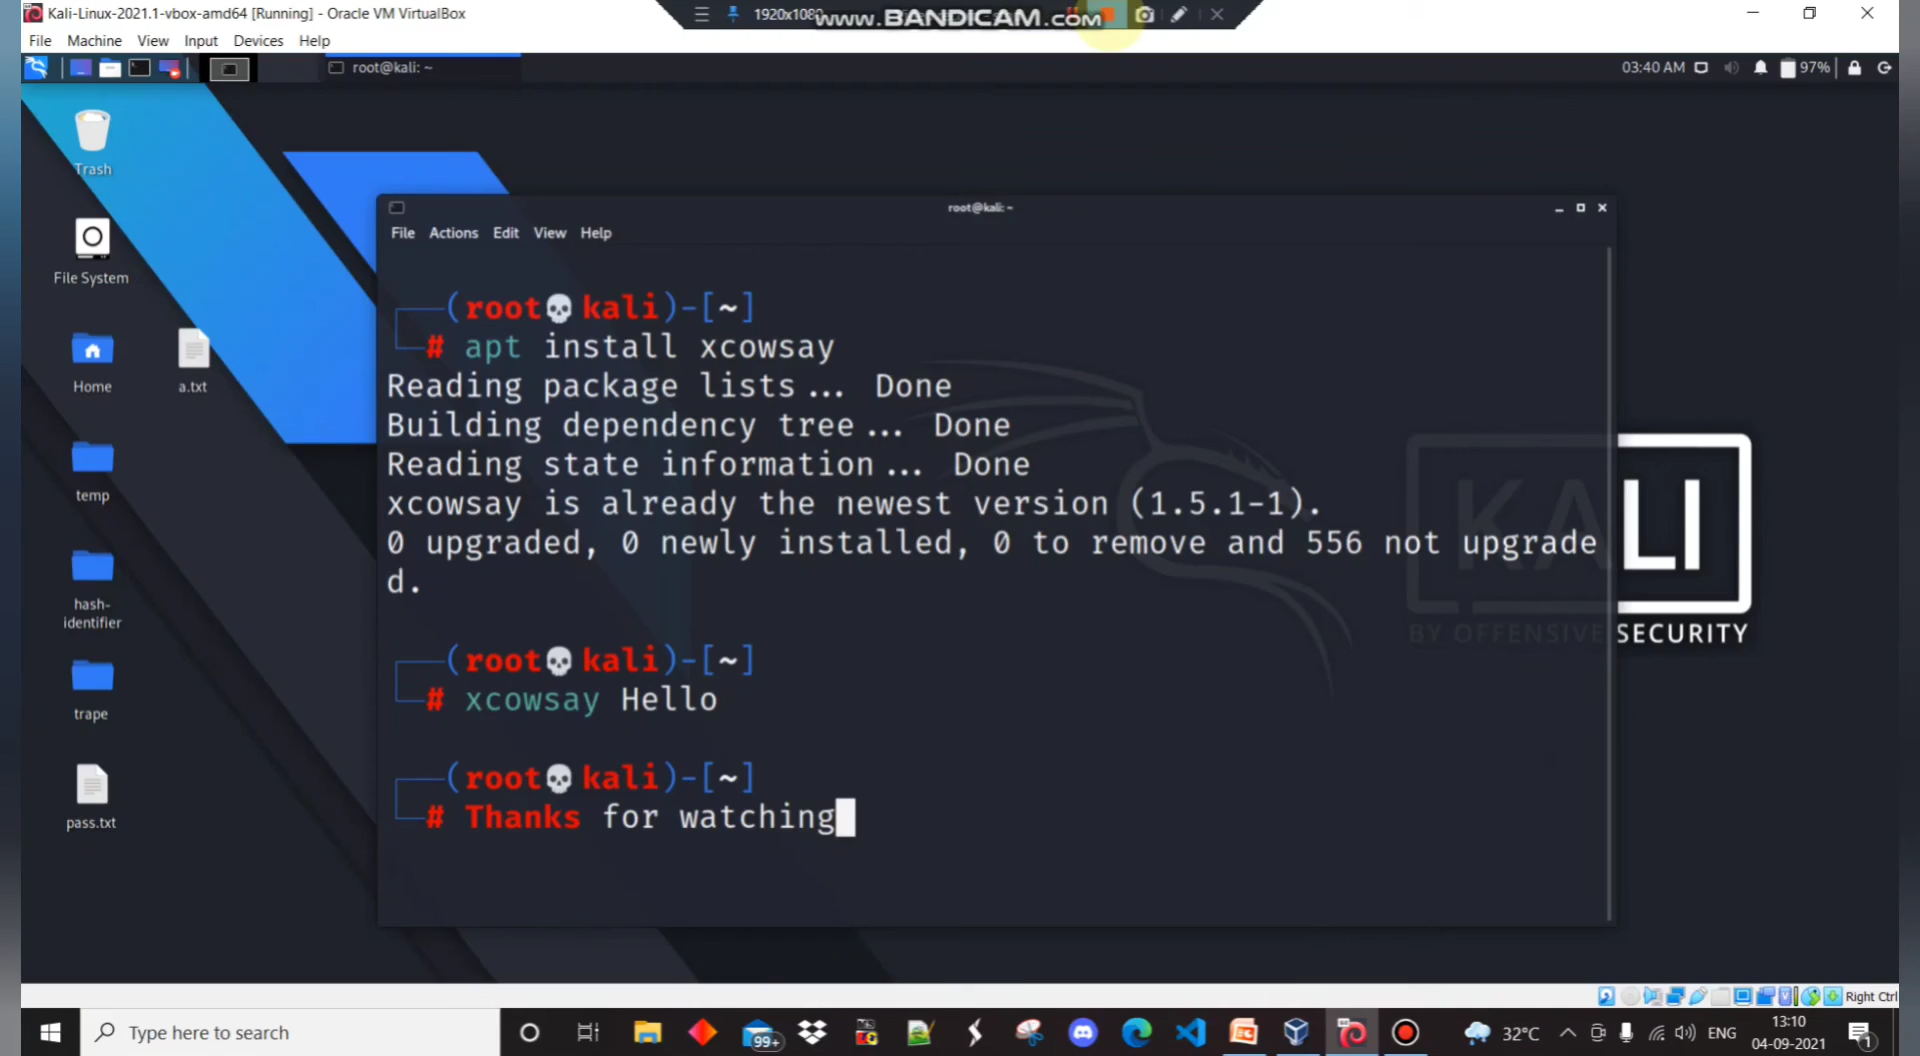 Kali-Linux-2021.1-vbox-amd64 [Running] - Oracle VM VirtualBox
1920x1080
www.BANDICAM.com
File Machine View Input Devices Help
root@kali: ~
03:40 AM
97%
Trash
File System
Home
a.txt
temp
hash-
identifier
trape
pass.txt
root@kali: ~
File Actions Edit View Help
(root💀kali)-[~]
# apt install xcowsay
Reading package lists... Done
Building dependency tree... Done
Reading state information... Done
xcowsay is already the newest version (1.5.1-1).
0 upgraded, 0 newly installed, 0 to remove and 556 not upgrade
d.
(root💀kali)-[~]
# xcowsay Hello
(root💀kali)-[~]
# Thanks for watching
KALI
BY OFFENSIVE SECURITY
Right Ctrl
Type here to search
99+
32°C
ENG
13:10
04-09-2021
1